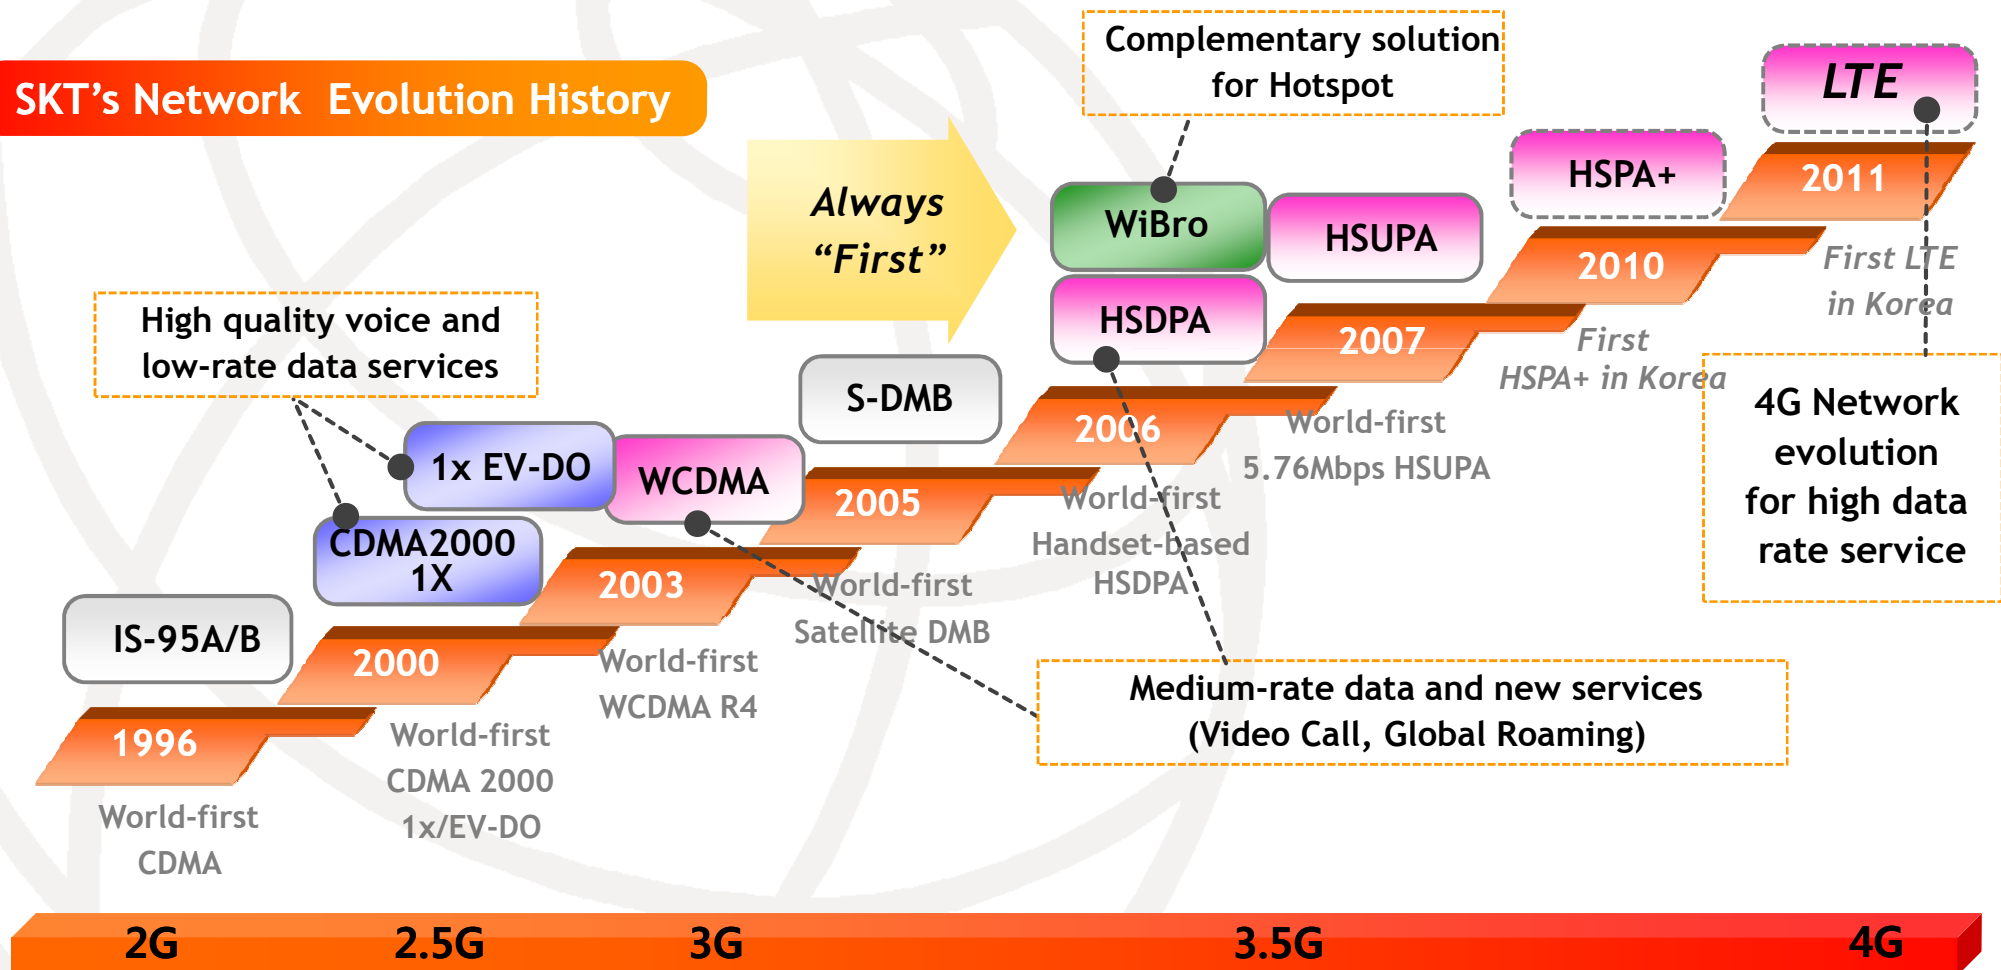 SKT’s Network Evolution History
Complementary solution
for Hotspot
LTE
Always
“First”
HSPA+
2011
WiBro
HSUPA
2010
First LTE
in Korea
High quality voice and
low-rate data services
HSDPA
2007
First
HSPA+ in Korea
S-DMB
2006
World-first
5.76Mbps HSUPA
4G Network
evolution
for high data
rate service
1x EV-DO
WCDMA
2005
World-first
Handset-based
HSDPA
CDMA2000
1X
2003
World-first
Satellite DMB
IS-95A/B
2000
World-first
WCDMA R4
Medium-rate data and new services
(Video Call, Global Roaming)
1996
World-first
CDMA 2000
1x/EV-DO
World-first
CDMA
2G
2.5G
3G
3.5G
4G